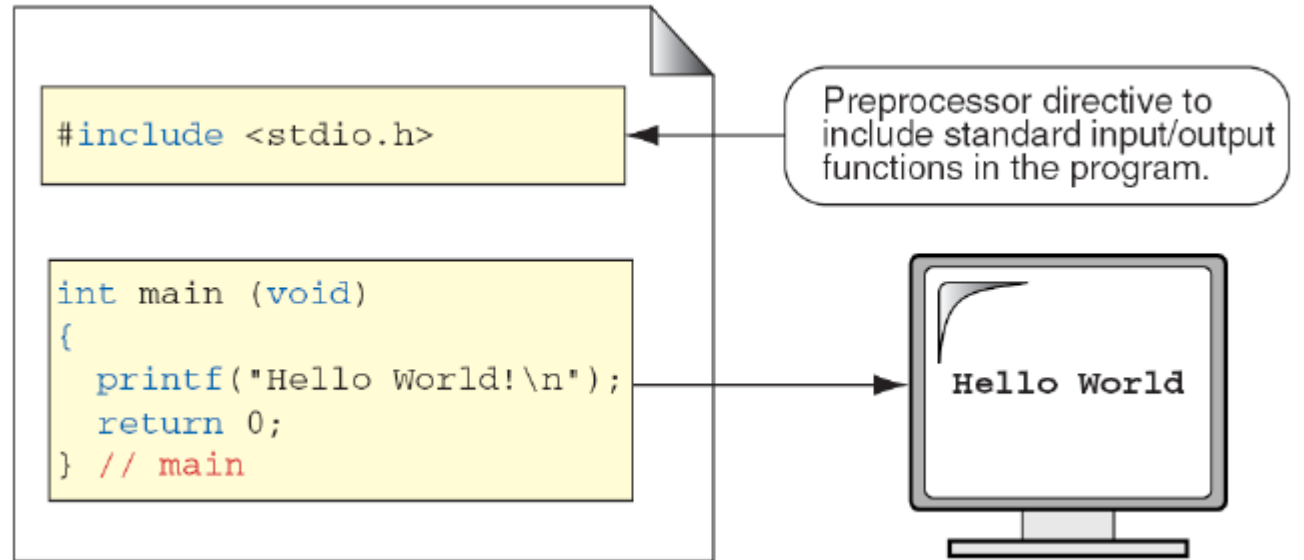 #include <stdio.h>
Preprocessor directive to
include standard input/output
functions in the program.
int main (void)
{
printf("Hello World!\n");
return 0;
} // main
Hello World